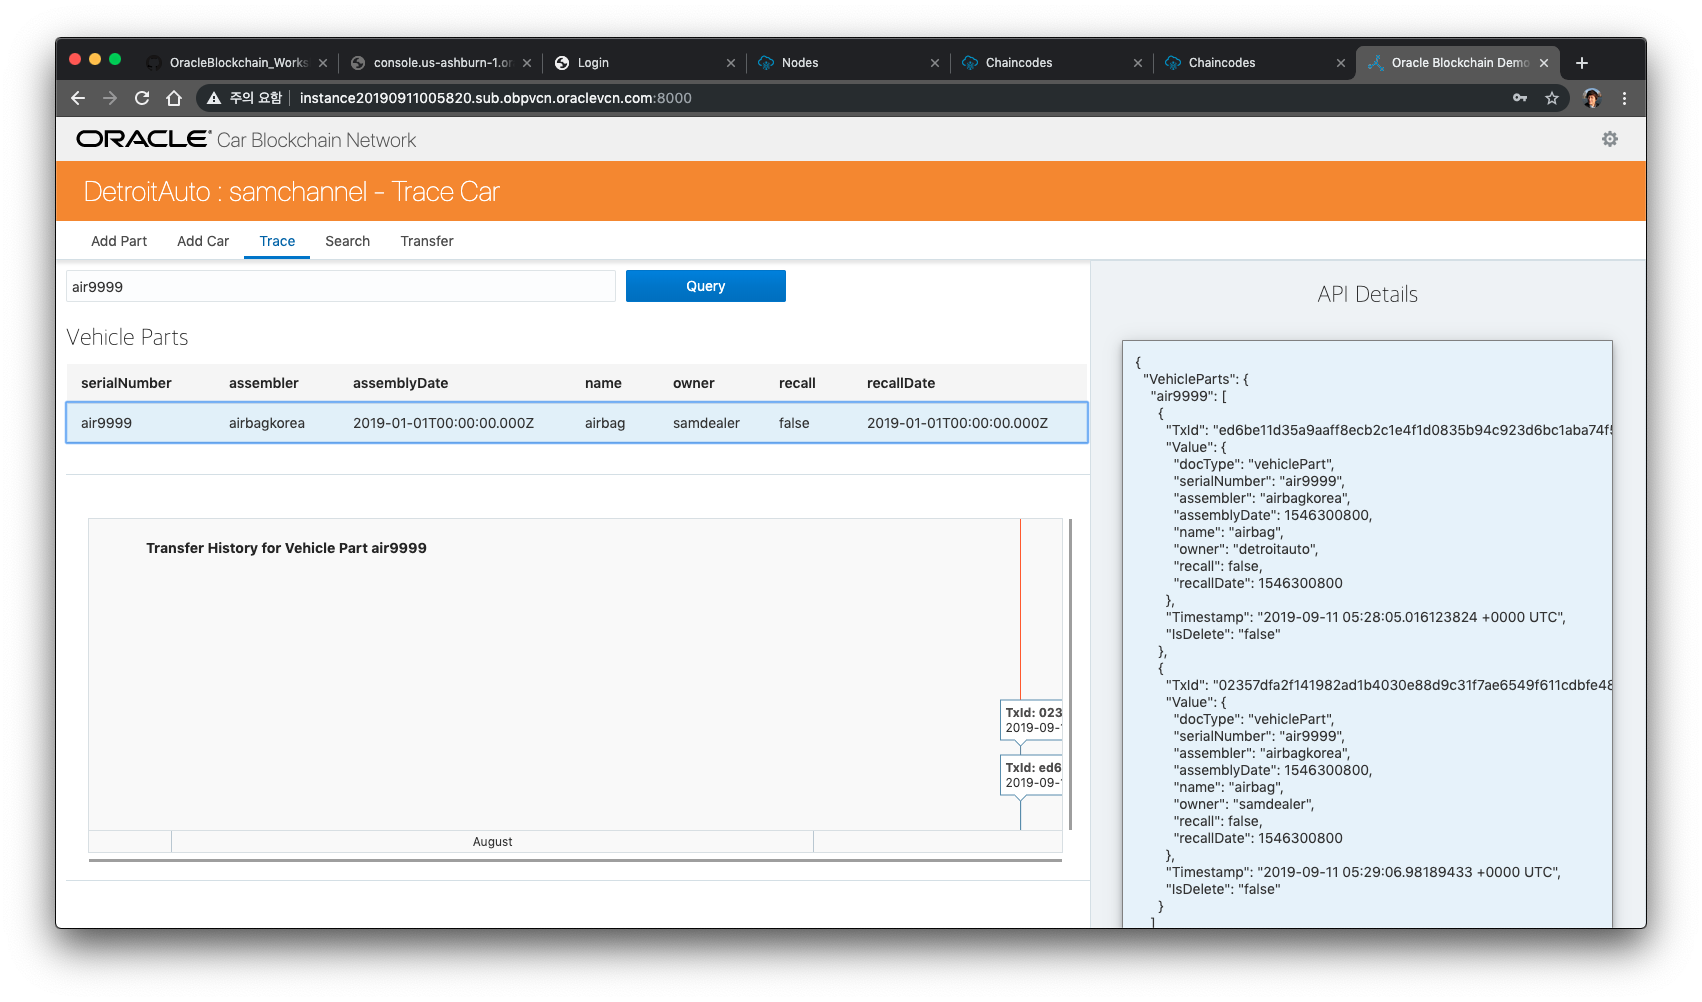 OracleBlockchain_Works
console.us-ashburn-1.or
Login
Nodes
Chaincodes
Chaincodes
Oracle Blockchain Demo
주의 요함
instance20190911005820.sub.obpvcn.oraclevcn.com:8000
ORACLE® Car Blockchain Network
DetroitAuto : samchannel - Trace Car
Add Part Add Car Trace Search Transfer
air9999
Query
Vehicle Parts
serialNumber assembler assemblyDate name owner recall recallDate
air9999 airbagkorea 2019-01-01T00:00:00.000Z airbag samdealer false 2019-01-01T00:00:00.000Z
Transfer History for Vehicle Part air9999
TxId: 023
2019-09-
TxId: ed6
2019-09-
August
API Details
{
"VehicleParts": {
"air9999": [
{
"TxId": "ed6be11d35a9aaff8ecb2c1e4f1d0835b94c923d6bc1aba74f5
"Value": {
"docType": "vehiclePart",
"serialNumber": "air9999",
"assembler": "airbagkorea",
"assemblyDate": 1546300800,
"name": "airbag",
"owner": "detroitauto",
"recall": false,
"recallDate": 1546300800
},
"Timestamp": "2019-09-11 05:28:05.016123824 +0000 UTC",
"IsDelete": "false"
},
{
"TxId": "02357dfa2f141982ad1b4030e88d9c31f7ae6549f611cdbfe48
"Value": {
"docType": "vehiclePart",
"serialNumber": "air9999",
"assembler": "airbagkorea",
"assemblyDate": 1546300800,
"name": "airbag",
"owner": "samdealer",
"recall": false,
"recallDate": 1546300800
},
"Timestamp": "2019-09-11 05:29:06.98189433 +0000 UTC",
"IsDelete": "false"
}
]